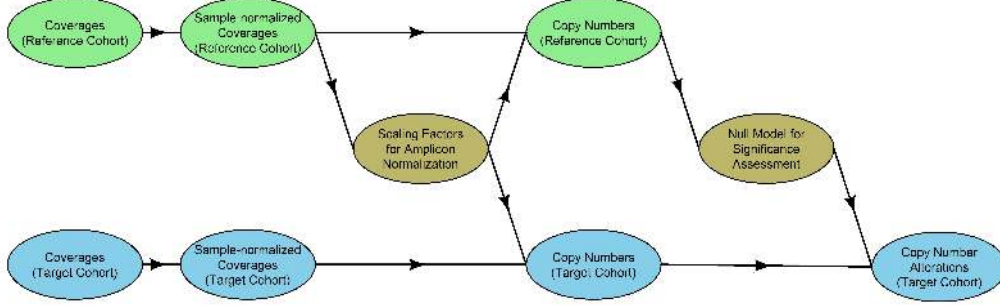 Coverages
(Reference Cohort)
Sample-normalized
Coverages
(Reference Cohort)
Copy Numbers
(Reference Cohort)
Scaling Factors
for Amplicon
Normalization
Null Model for
Significance
Assessment
Coverages
(Target Cohort)
Sample-normalized
Coverages
(Target Cohort)
Copy Numbers
(Target Cohort)
Copy Number
Alterations
(Target Cohort)